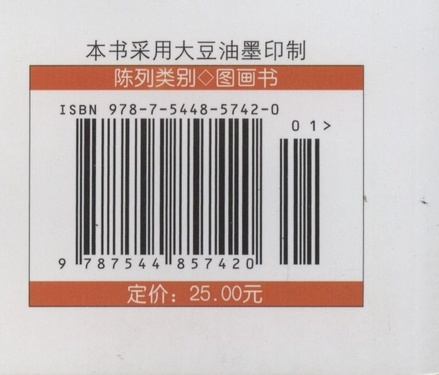 本书采用大豆油墨印制
陈列类别◇图画书
ISBN 978-7-5448-5742-0
01>
9 787544 857420
定价：25.00元